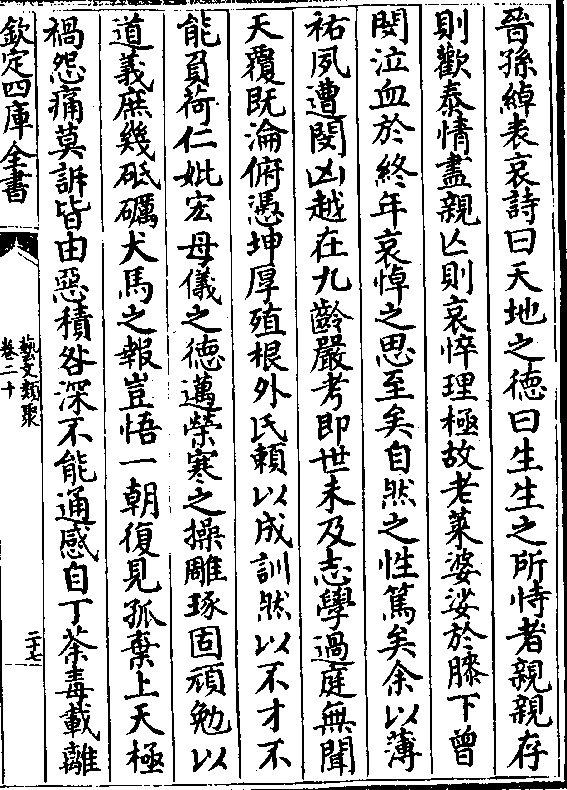 晉孫綽表哀詩曰天地之德曰生生之所恃者親親存
則歡泰情盡親亾則哀悴理極故老萊婆娑於膝下曾
閔泣血於終年哀悼之思至矣自然之性篤矣余以薄
祐夙遭閔凶越在九齡嚴考即世未及志學過庭無聞
天覆既淪俯憑坤厚殖根外氏賴以成訓然以不才不
能負荷仁妣宏母儀之德邁榮寒之操雕琢固頑勉以
道義庶幾砥礪犬馬之報豈悟一朝復見孤棄上天極
禍怨痛莫訴皆由惡積咎深不能通感自丁荼毒載離
欽定四庫全書
藝文類聚
卷二十
二十七